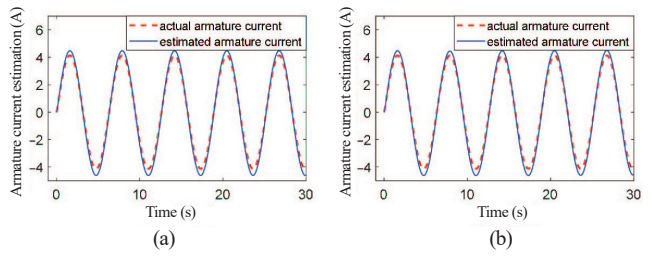 Armature current estimation (A)
6
4
2
0
−2
−4
actual armature current
estimated armature current
0
10
20
30
Time (s)
(a)
Armature current estimation (A)
6
4
2
0
−2
−4
actual armature current
estimated armature current
0
10
20
30
Time (s)
(b)